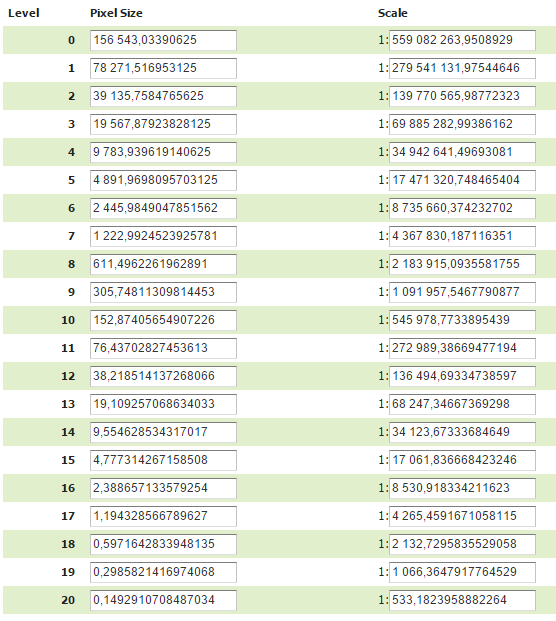 Level Pixel Size Scale
0 156 543,03390625 1: 559 082 263,9508929
1 78 271,516953125 1: 279 541 131,97544646
2 39 135,7584765625 1: 139 770 565,98772323
3 19 567,87923828125 1: 69 885 282,99386162
4 9 783,939619140625 1: 34 942 641,49693081
5 4 891,9698095703125 1: 17 471 320,748465404
6 2 445,9849047851562 1: 8 735 660,374232702
7 1 222,9924523925781 1: 4 367 830,187116351
8 611,4962261962891 1: 2 183 915,0935581755
9 305,74811309814453 1: 1 091 957,5467790877
10 152,87405654907226 1: 545 978,7733895439
11 76,43702827453613 1: 272 989,38669477194
12 38,218514137268066 1: 136 494,69334738597
13 19,109257068634033 1: 68 247,34667369298
14 9,554628534317017 1: 34 123,67333684649
15 4,777314267158508 1: 17 061,836668423246
16 2,388657133579254 1: 8 530,918334211623
17 1,194328566789627 1: 4 265,4591671058115
18 0,5971642833948135 1: 2 132,7295835529058
19 0,2985821416974068 1: 1 066,3647917764529
20 0,1492910708487034 1: 533,1823958882264